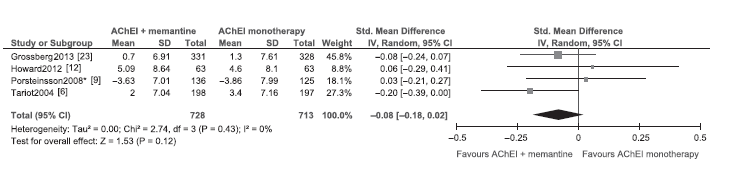 AChEI + memantine AChEI monotherapy Std. Mean Difference Std. Mean Difference
Study or Subgroup Mean SD Total Mean SD Total Weight IV, Random, 95% CI IV, Random, 95% CI
Grossberg2013 [23] 0.7 6.91 331 1.3 7.61 328 45.8% −0.08 [−0.24, 0.07]
Howard2012 [12] 5.09 8.64 63 4.6 8.1 63 8.8% 0.06 [−0.29, 0.41]
Porsteinsson2008* [9] −3.63 7.01 136 −3.86 7.99 125 18.1% 0.03 [−0.21, 0.27]
Tariot2004 [6] 2 7.04 198 3.4 7.16 197 27.3% −0.20 [−0.39, 0.00]
Total (95% CI) 728 713 100.0% −0.08 [−0.18, 0.02]
Heterogeneity: Tau² = 0.00; Chi² = 2.74, df = 3 (P = 0.43); I² = 0%
Test for overall effect: Z = 1.53 (P = 0.12)
−0.5 −0.25 0 0.25 0.5
Favours AChEI + memantine Favours AChEI monotherapy